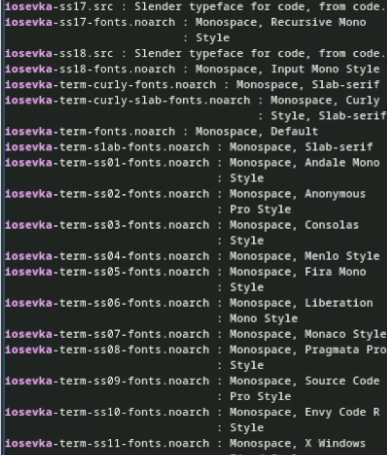 iosevka-ss17.src : Slender typeface for code, from code.
iosevka-ss17-fonts.noarch : Monospace, Recursive Mono
: Style
iosevka-ss18.src : Slender typeface for code, from code.
iosevka-ss18-fonts.noarch : Monospace, Input Mono Style
iosevka-term-curly-fonts.noarch : Monospace, Slab-serif
iosevka-term-curly-slab-fonts.noarch : Monospace, Curly
: Style, Slab-serif
iosevka-term-fonts.noarch : Monospace, Default
iosevka-term-slab-fonts.noarch : Monospace, Slab-serif
iosevka-term-ss01-fonts.noarch : Monospace, Andale Mono
: Style
iosevka-term-ss02-fonts.noarch : Monospace, Anonymous
: Pro Style
iosevka-term-ss03-fonts.noarch : Monospace, Consolas
: Style
iosevka-term-ss04-fonts.noarch : Monospace, Menlo Style
iosevka-term-ss05-fonts.noarch : Monospace, Fira Mono
: Style
iosevka-term-ss06-fonts.noarch : Monospace, Liberation
: Mono Style
iosevka-term-ss07-fonts.noarch : Monospace, Monaco Style
iosevka-term-ss08-fonts.noarch : Monospace, Pragmata Pro
: Style
iosevka-term-ss09-fonts.noarch : Monospace, Source Code
: Pro Style
iosevka-term-ss10-fonts.noarch : Monospace, Envy Code R
: Style
iosevka-term-ss11-fonts.noarch : Monospace, X Windows